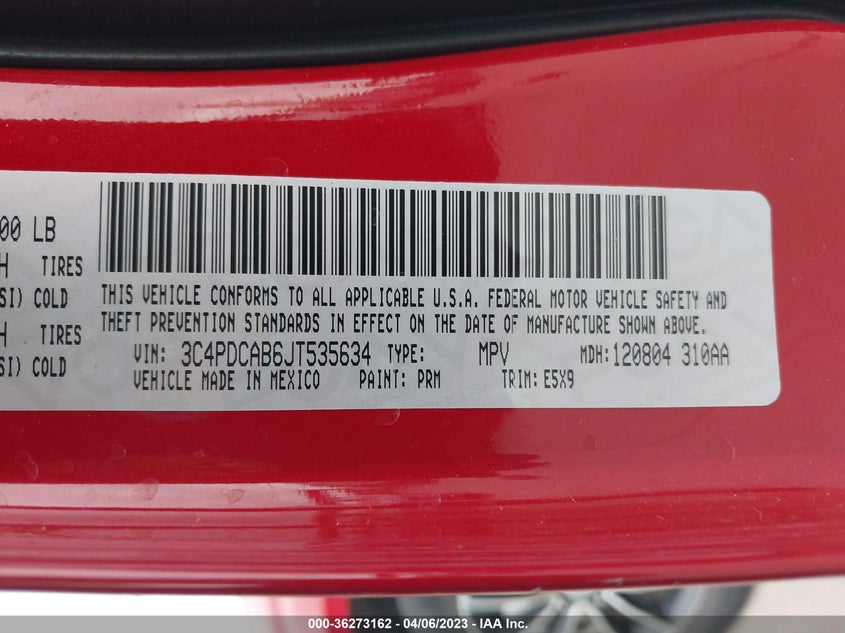 00 LB
H TIRES
SI) COLD
H TIRES
SI) COLD
THIS VEHICLE CONFORMS TO ALL APPLICABLE U.S.A. FEDERAL MOTOR VEHICLE SAFETY AND
THEFT PREVENTION STANDARDS IN EFFECT ON THE DATE OF MANUFACTURE SHOWN ABOVE.
VIN: 3C4PDCAB6JT535634 TYPE: MPV MDH: 120804 310AA
VEHICLE MADE IN MEXICO PAINT: PRM TRIM: E5X9
000-36273162 - 04/06/2023 - IAA Inc.